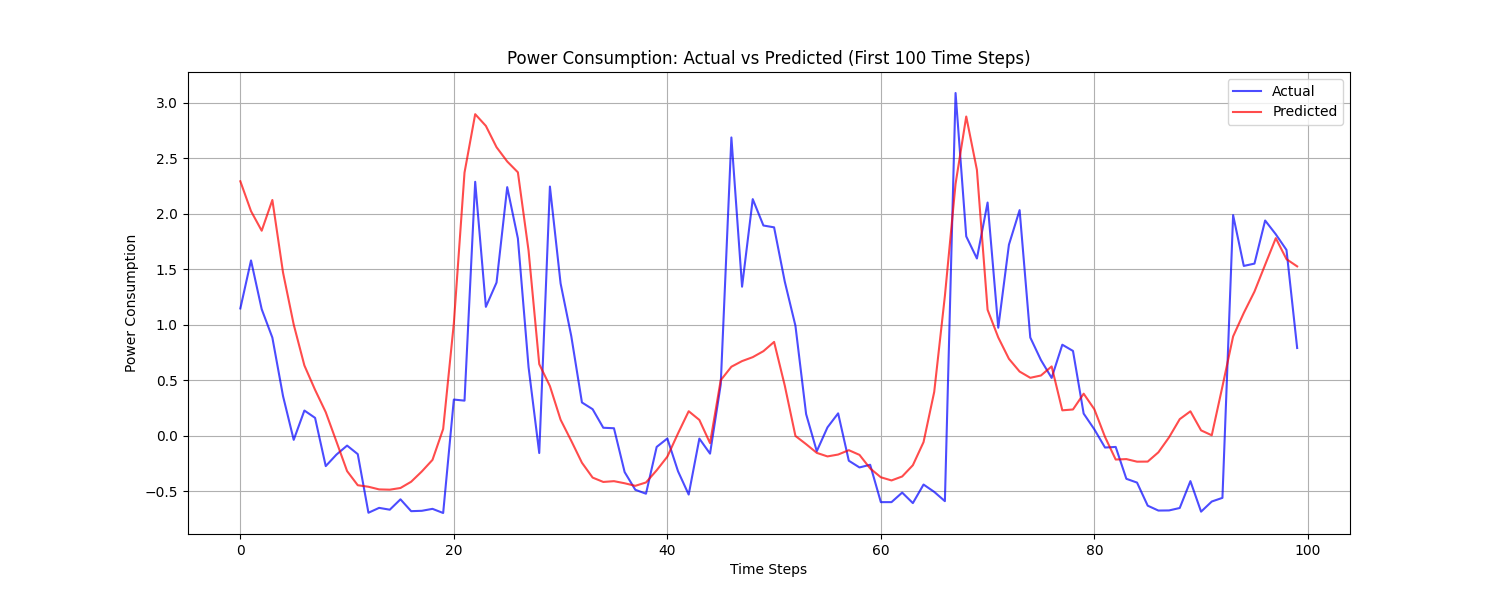 Power Consumption: Actual vs Predicted (First 100 Time Steps)
Actual
Predicted
3.0
2.5
2.0
1.5
1.0
0.5
0.0
−0.5
Power Consumption
0 20 40 60 80 100
Time Steps